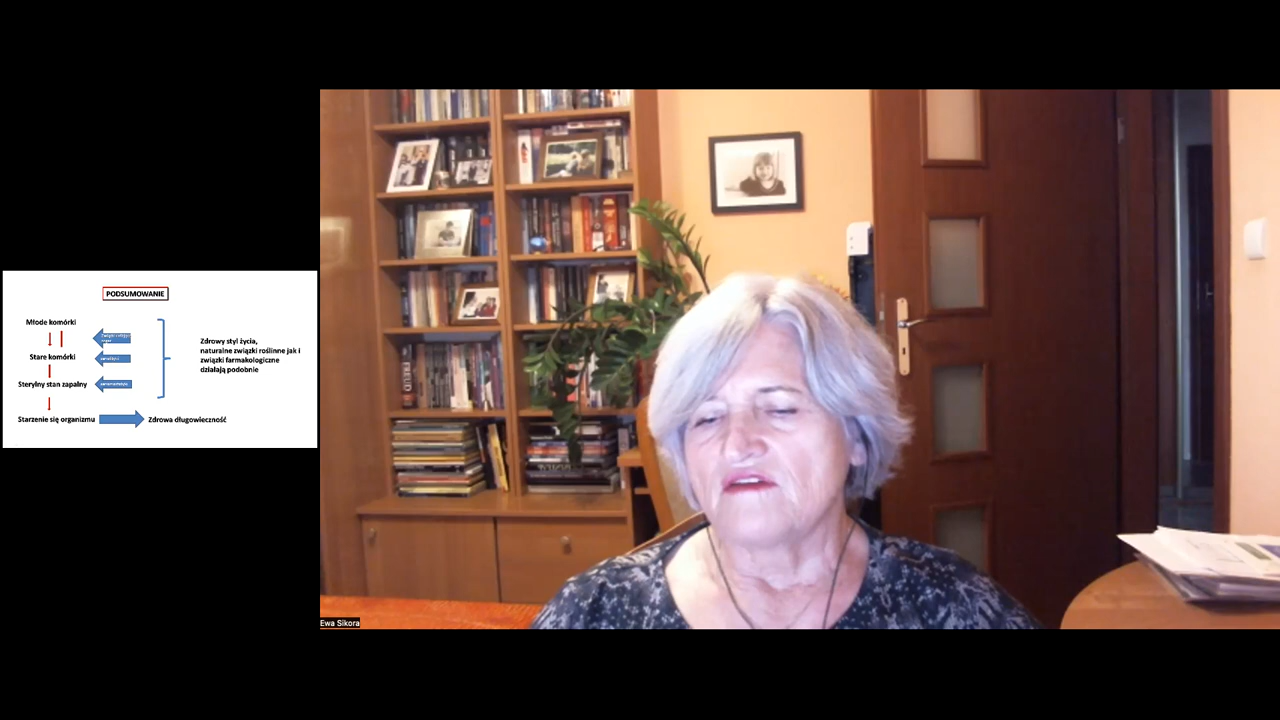 PODSUMOWANIE
Młode komórki
Stare komórki
Sterylny stan zapalny
Starzenie się organizmu
Zdrowa długowieczność
Zdrowy styl życia,
naturalne związki roślinne jak i
związki farmakologiczne
działają podobnie
FREUD
Ewa Sikora